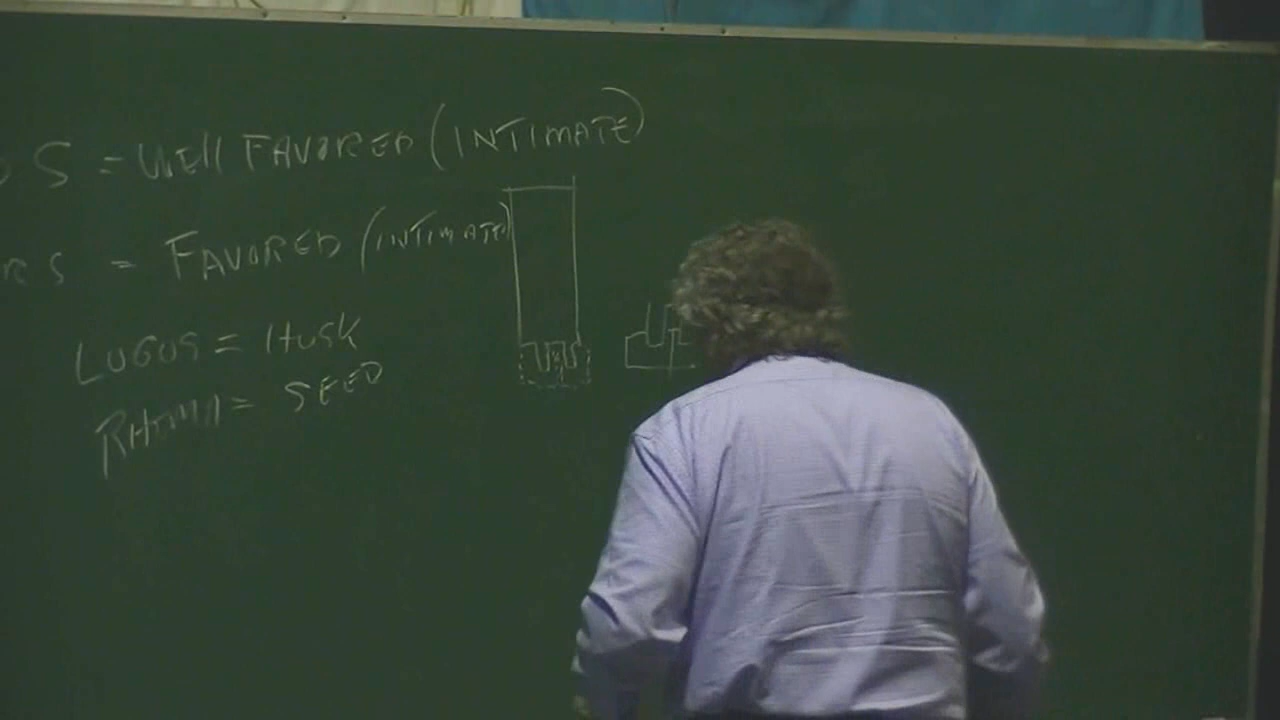 S = WEll FAVORED (INTIMATE)
S = FAVORED (INTIMATE)
LOGOS = HUSK
RHEMA = SEED